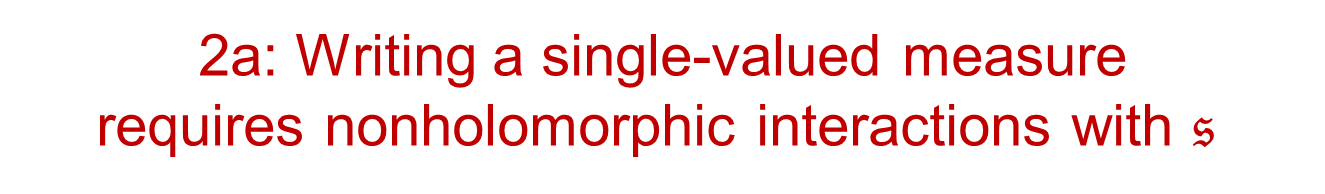 2a: Writing a single-valued measure
requires nonholomorphic interactions with 𝔰